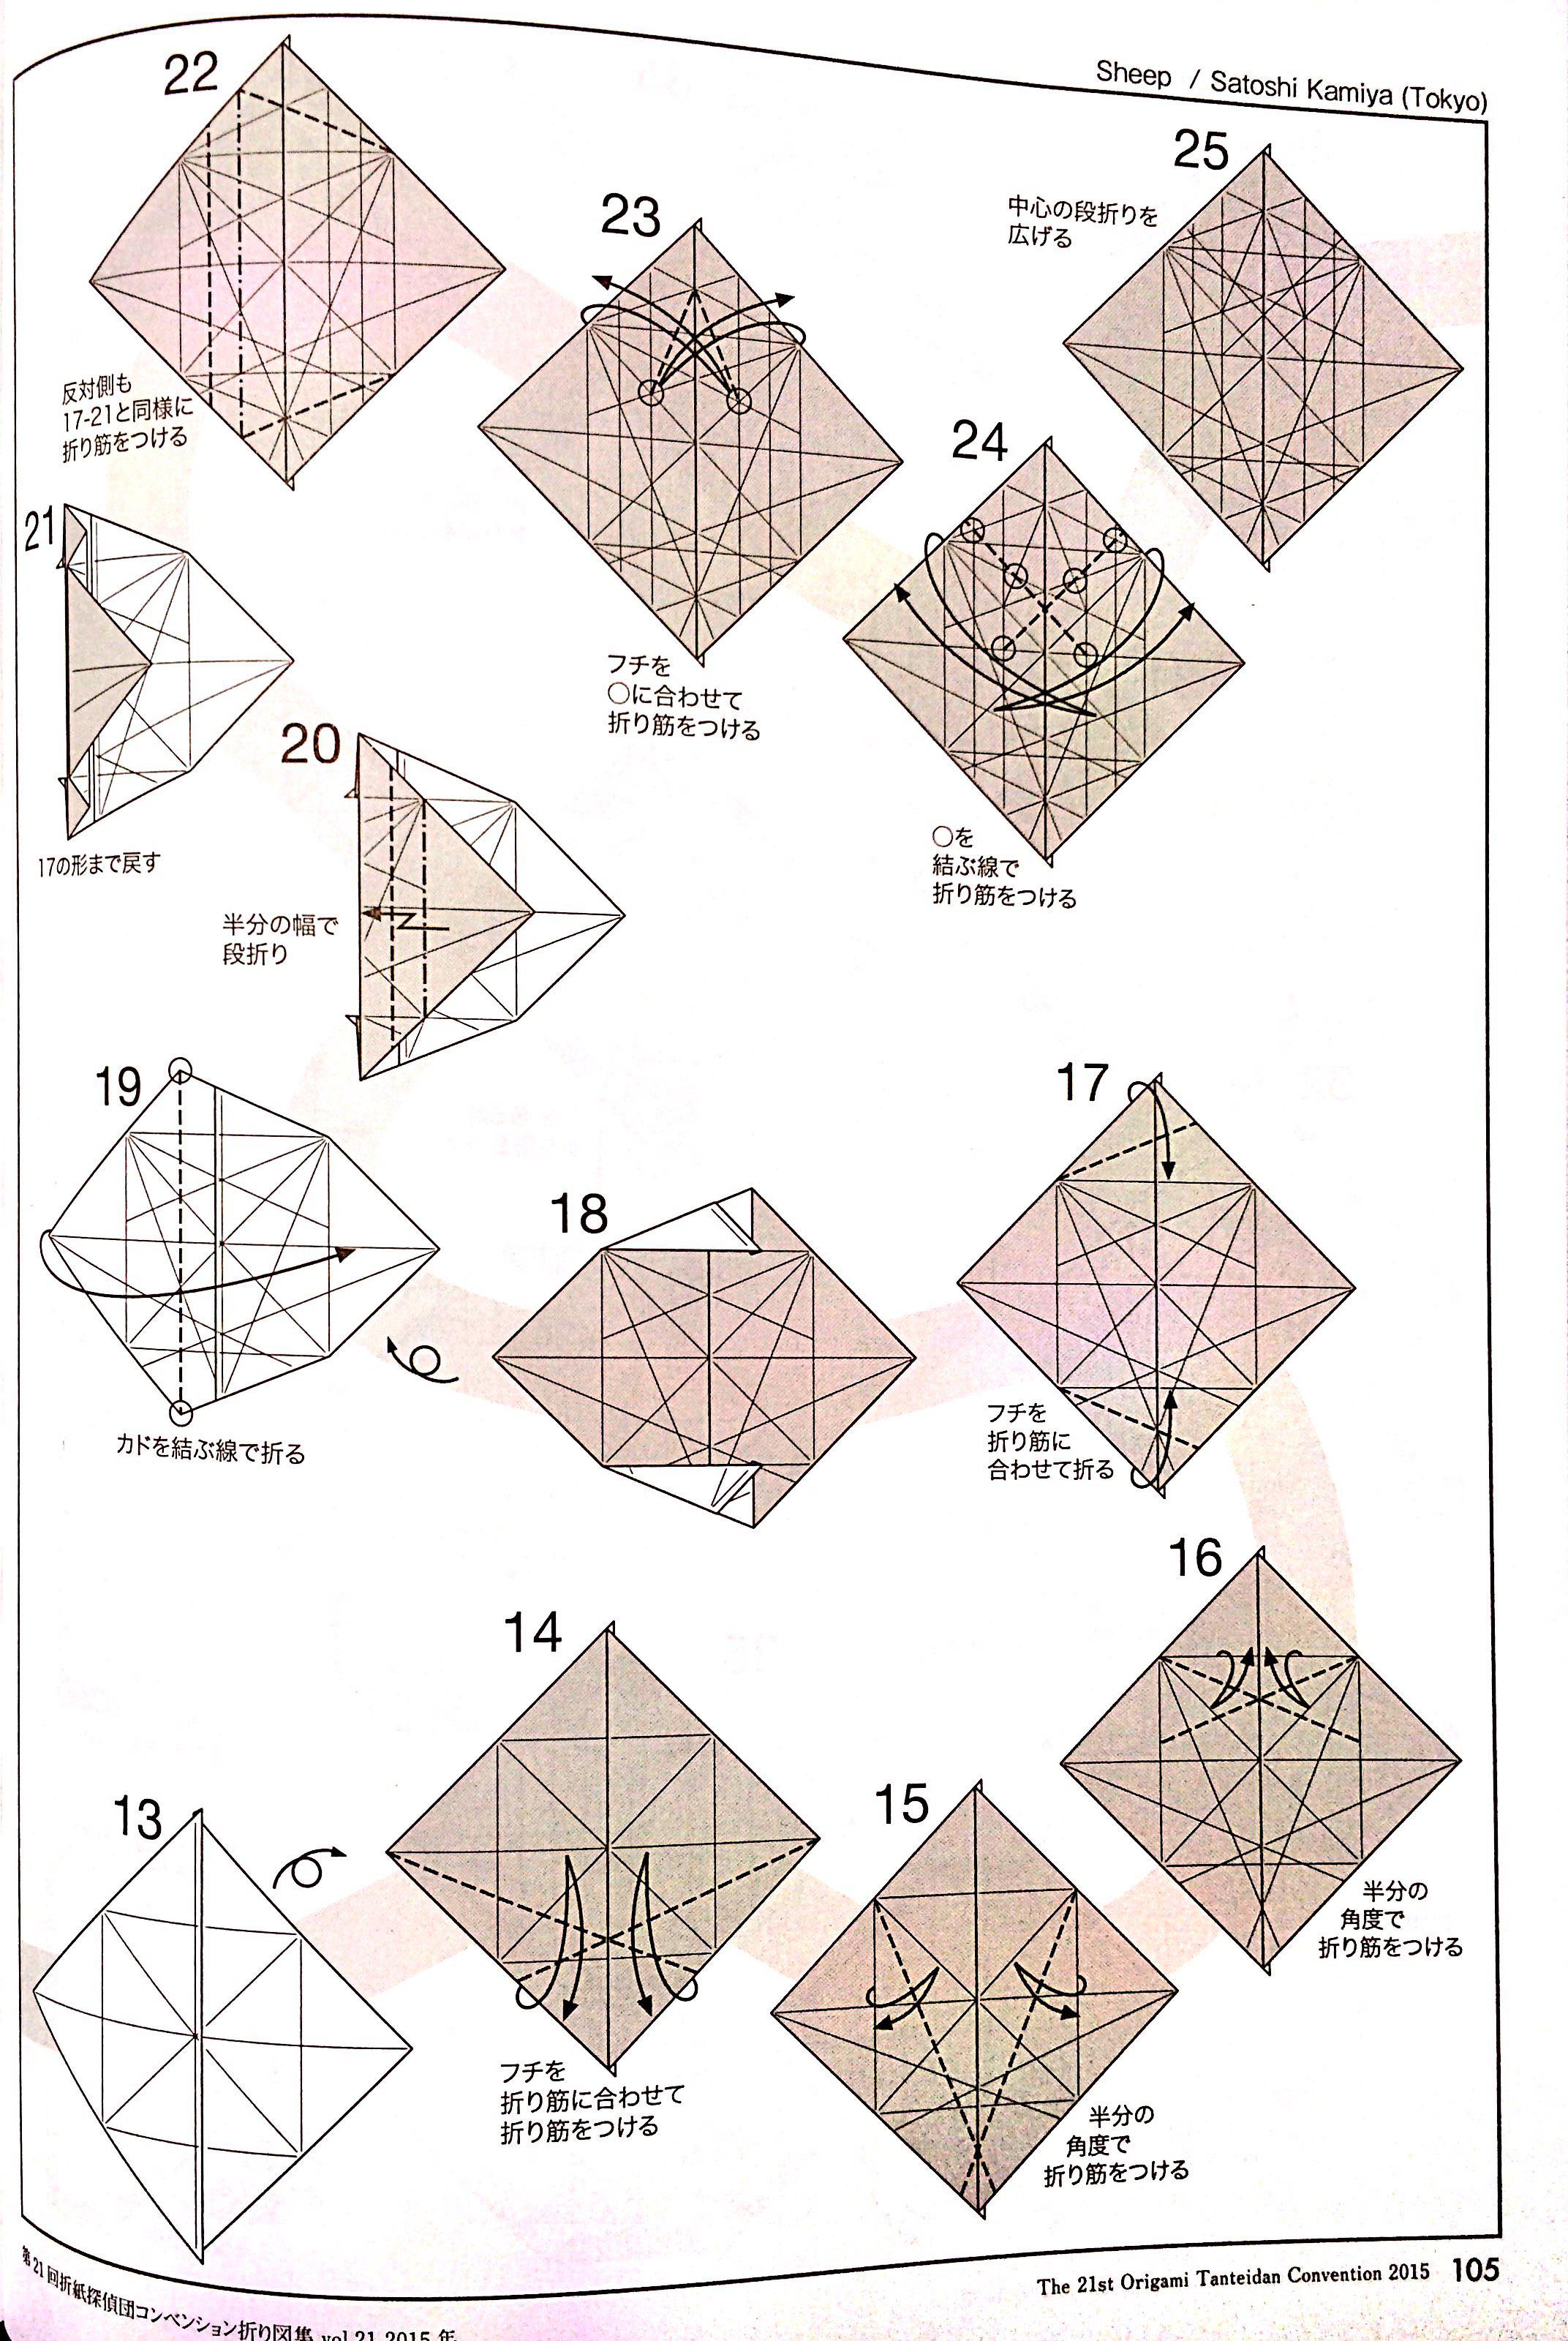 Sheep / Satoshi Kamiya (Tokyo)
22
反対側も
17-21と同様に
折り筋をつける
23
フチを
○に合わせて
折り筋をつける
24
○を
結ぶ線で
折り筋をつける
25
中心の段折りを
広げる
21
17の形まで戻す
20
半分の幅で
段折り
19
カドを結ぶ線で折る
18
17
フチを
折り筋に
合わせて折る
16
半分の
角度で
折り筋をつける
14
フチを
折り筋に合わせて
折り筋をつける
15
半分の
角度で
折り筋をつける
13
The 21st Origami Tanteidan Convention 2015 105
第21回折紙探偵団コンベンション折り図集 vol.21 2015年